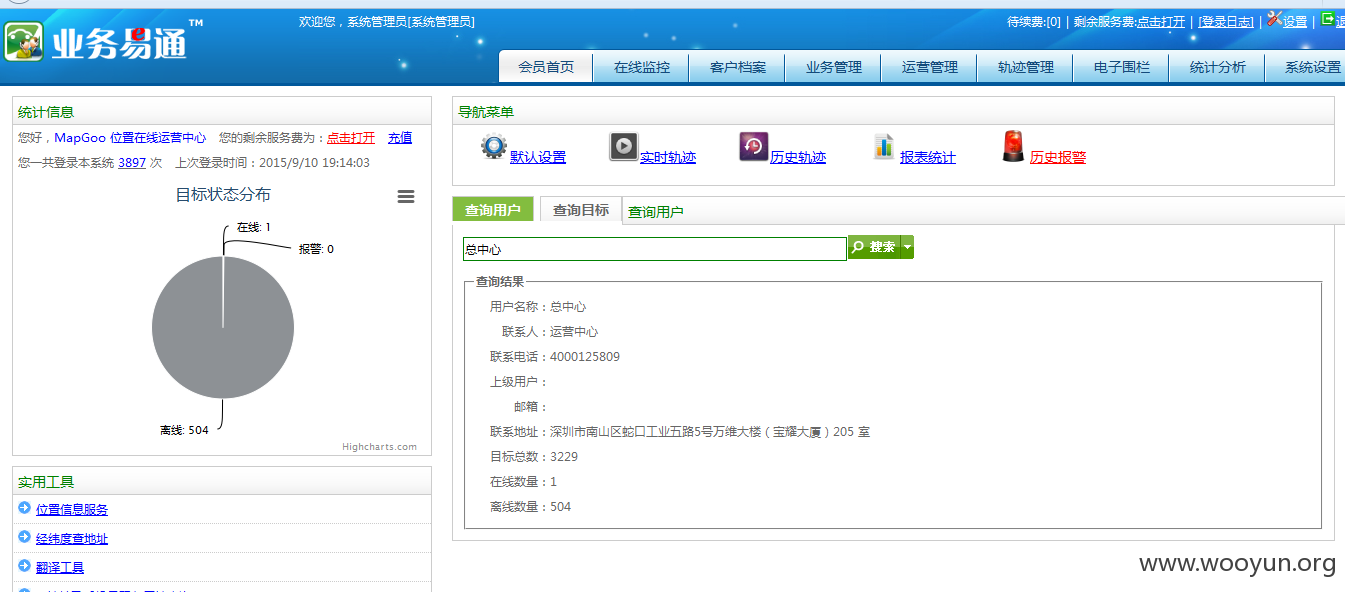 业务易通™
欢迎您，系统管理员[系统管理员]
待续费:[0] | 剩余服务费:点击打开 | [登录日志] | 设置 | 退
会员首页 在线监控 客户档案 业务管理 运营管理 轨迹管理 电子围栏 统计分析 系统设置
统计信息
您好，MapGoo 位置在线运营中心 您的剩余服务费为：点击打开 充值
您一共登录本系统 3897 次 上次登录时间：2015/9/10 19:14:03
目标状态分布
在线: 1
报警: 0
离线: 504
Highcharts.com
实用工具
位置信息服务
经纬度查地址
翻译工具
导航菜单
默认设置 实时轨迹 历史轨迹 报表统计 历史报警
查询用户 查询目标 查询用户
总中心 搜索
查询结果
用户名称：总中心
联系人：运营中心
联系电话：4000125809
上级用户：
邮箱：
联系地址：深圳市南山区蛇口工业五路5号万维大楼（宝耀大厦）205 室
目标总数：3229
在线数量：1
离线数量：504
www.wooyun.org